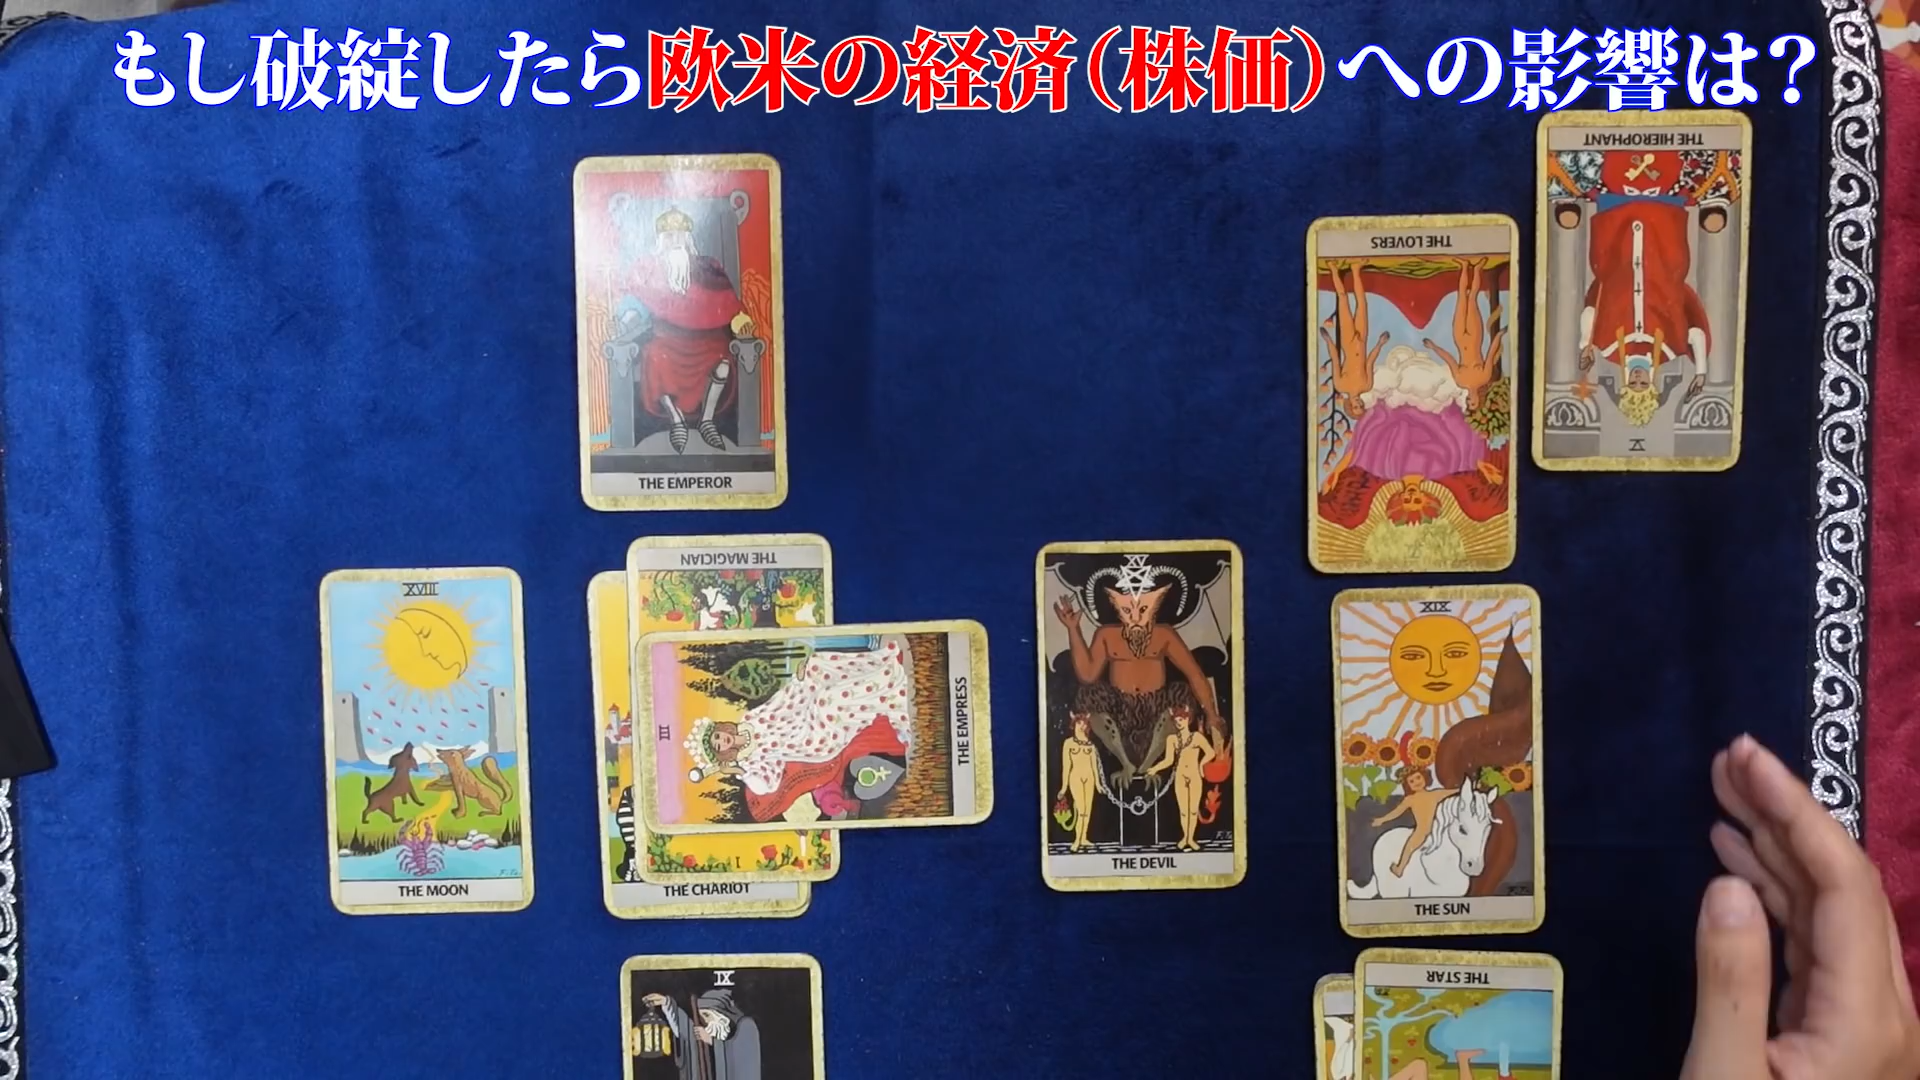 もし破綻したら欧米の経済（株価）への影響は？
THE HIEROPHANT
THE LOVERS
V
THE EMPEROR
THE MAGICIAN
XV
XVIII
XIX
III
THE EMPRESS
THE DEVIL
I
THE MOON
THE CHARIOT
THE SUN
IX
THE STAR